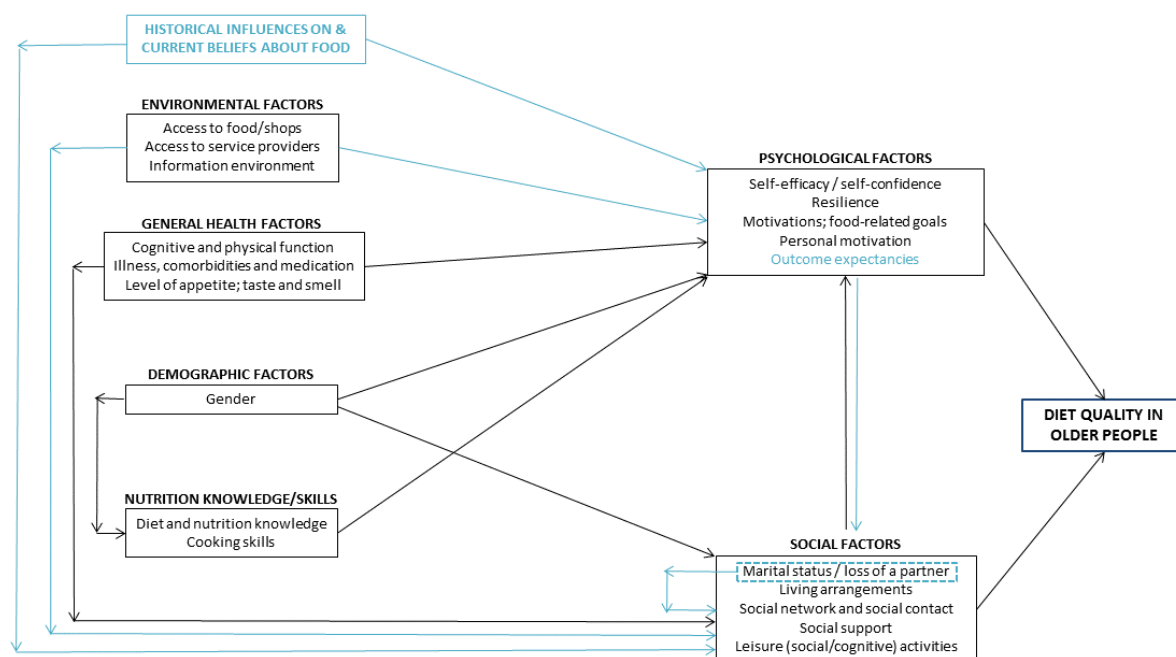 HISTORICAL INFLUENCES ON &
CURRENT BELIEFS ABOUT FOOD
ENVIRONMENTAL FACTORS
Access to food/shops
Access to service providers
Information environment
GENERAL HEALTH FACTORS
Cognitive and physical function
Illness, comorbidities and medication
Level of appetite; taste and smell
DEMOGRAPHIC FACTORS
Gender
NUTRITION KNOWLEDGE/SKILLS
Diet and nutrition knowledge
Cooking skills
PSYCHOLOGICAL FACTORS
Self-efficacy / self-confidence
Resilience
Motivations; food-related goals
Personal motivation
Outcome expectancies
SOCIAL FACTORS
Marital status / loss of a partner
Living arrangements
Social network and social contact
Social support
Leisure (social/cognitive) activities
DIET QUALITY IN
OLDER PEOPLE